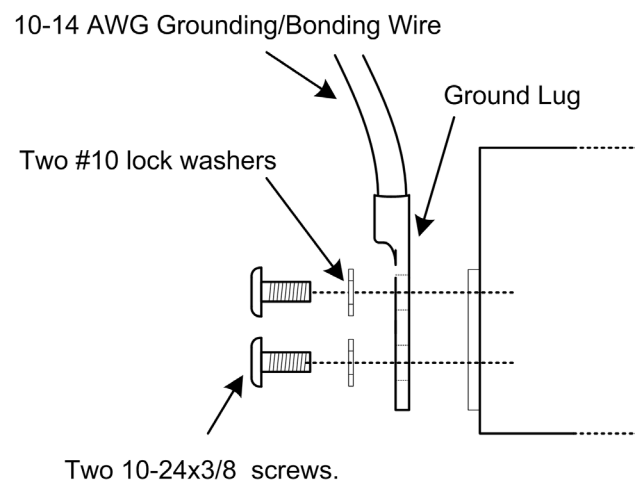 10-14 AWG Grounding/Bonding Wire
Ground Lug
Two #10 lock washers
Two 10-24x3/8 screws.